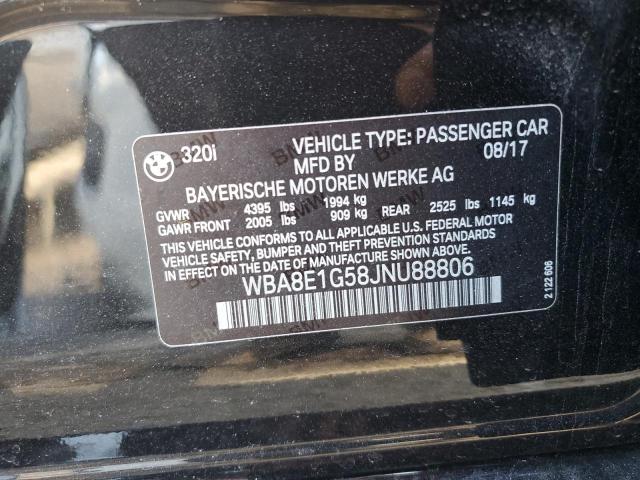 BMW 320i VEHICLE TYPE: PASSENGER CAR
MFD BY 08/17
BAYERISCHE MOTOREN WERKE AG
GVWR 4395 lbs 1994 kg
GAWR FRONT 2005 lbs 909 kg REAR 2525 lbs 1145 kg
THIS VEHICLE CONFORMS TO ALL APPLICABLE U.S. FEDERAL MOTOR
VEHICLE SAFETY, BUMPER AND THEFT PREVENTION STANDARDS
IN EFFECT ON THE DATE OF MANUFACTURE SHOWN ABOVE.
WBA8E1G58JNU88806
2 122 606